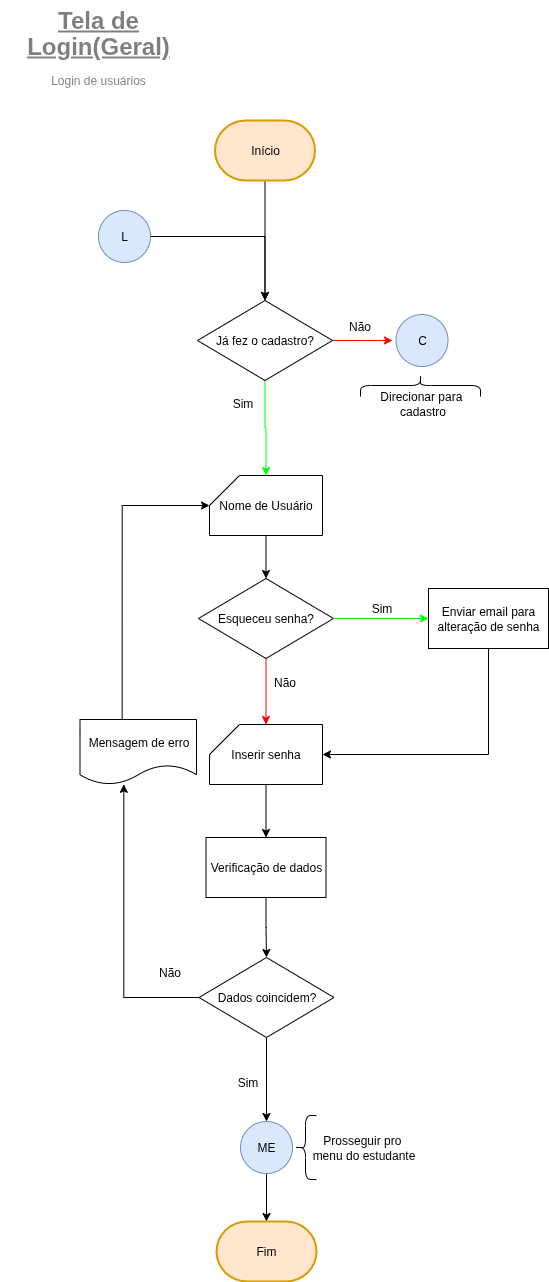 Tela de
Login(Geral)
Login de usuários
Início
L
Já fez o cadastro?
Não
C
Direcionar para
cadastro
Sim
Nome de Usuário
Esqueceu senha?
Sim
Enviar email para
alteração de senha
Não
Mensagem de erro
Inserir senha
Verificação de dados
Não
Dados coincidem?
Sim
ME
Prosseguir pro
menu do estudante
Fim